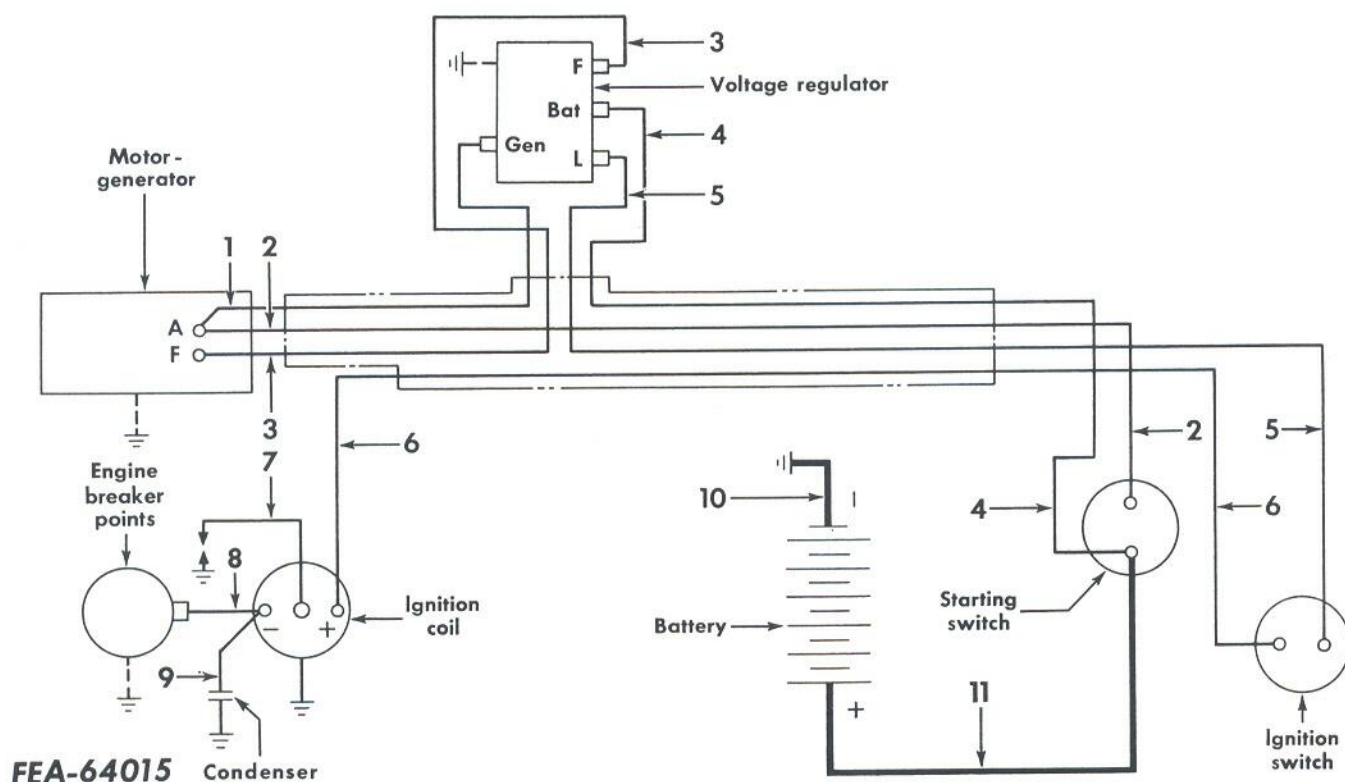 3
F
Voltage regulator
Bat
4
Gen
L
5
Motor-
generator
1
2
A
F
3
7
6
2
5
Engine
breaker
points
10
–
4
6
8
Ignition
coil
– +
Starting
switch
Battery
9
+
11
Ignition
switch
FEA-64015
Condenser